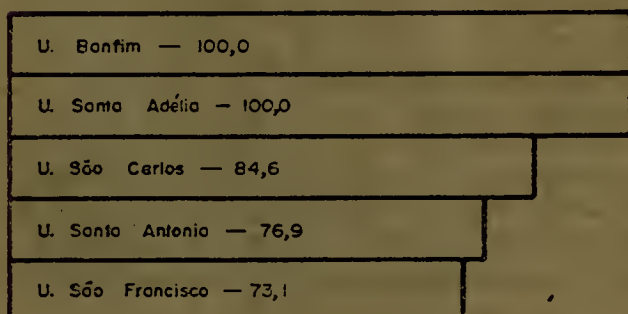 U. Bonfim — 100,0
U. Santa Adélia — 100,0
U. São Carlos — 84,6
U. Santo Antonio — 76,9
U. São Francisco — 73,1